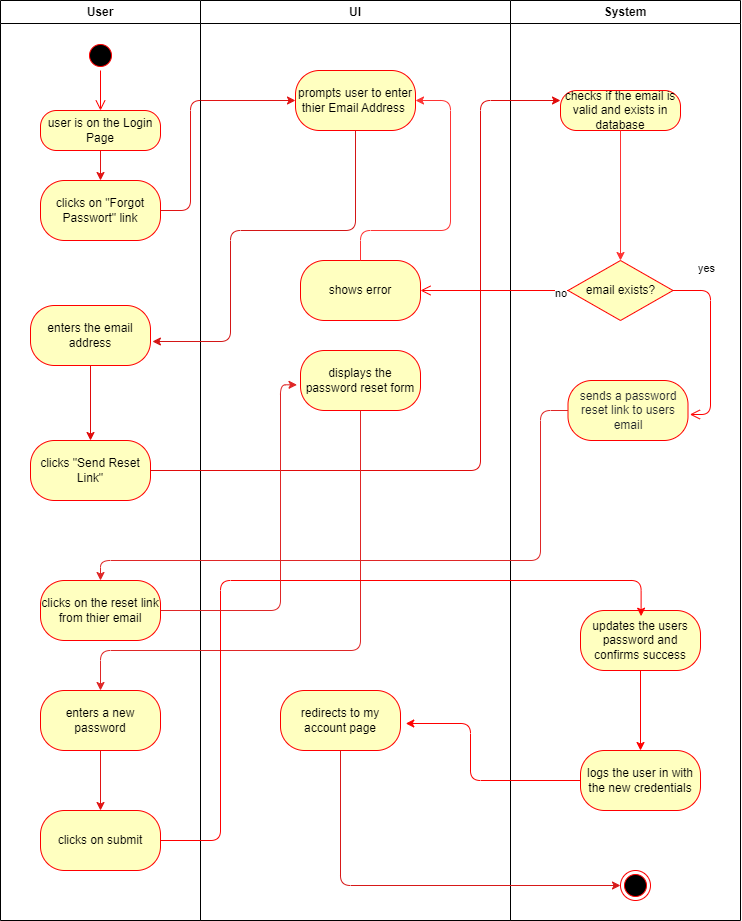 User
UI
System
user is on the Login
Page
clicks on "Forgot
Passwort" link
prompts user to enter
thier Email Address
checks if the email is
valid and exists in
database
yes
shows error
no
email exists?
enters the email
address
displays the
password reset form
sends a password
reset link to users
email
clicks "Send Reset
Link"
clicks on the reset link
from thier email
updates the users
password and
confirms success
enters a new
password
redirects to my
account page
logs the user in with
the new credentials
clicks on submit